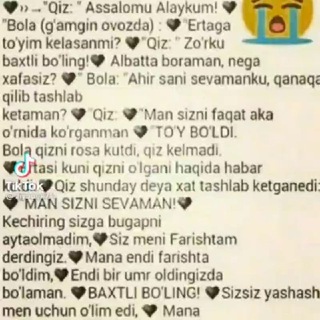 🖤›› → "Qiz: " Assalomu Alaykum! 🖤
"Bola (g'amgin ovozda) : 🖤"Ertaga
to'yim kelasanmi? 🖤"Qiz: " Zo'rku
baxtli bo'ling!🖤 Albatta boraman, nega
xafasiz? 🖤" Bola: "Ahir sani sevamanku, qanaqa
qilib tashlab
ketaman? 🖤"Qiz: 🖤"Man sizni faqat aka
o'rnida ko'rganman 🖤"TO'Y BO'LDI.
Bola qizni rosa kutdi, qiz kelmadi.
🖤Ertasi kuni qizni o'lgani haqida habar
🖤Qiz shunday deya xat tashlab ketganedi:
🖤 MAN SIZNI SEVAMAN!🖤
Kechiring sizga bugapni
aytaolmadim,🖤Siz meni Farishtam
derdingiz.🖤Mana endi farishta
bo'ldim,🖤Endi bir umr oldingizda
bo'laman. 🖤BAXTLI BO'LING! 🖤Sizsiz yashash
men uchun o'lim edi, 🖤 Mana
TikTok